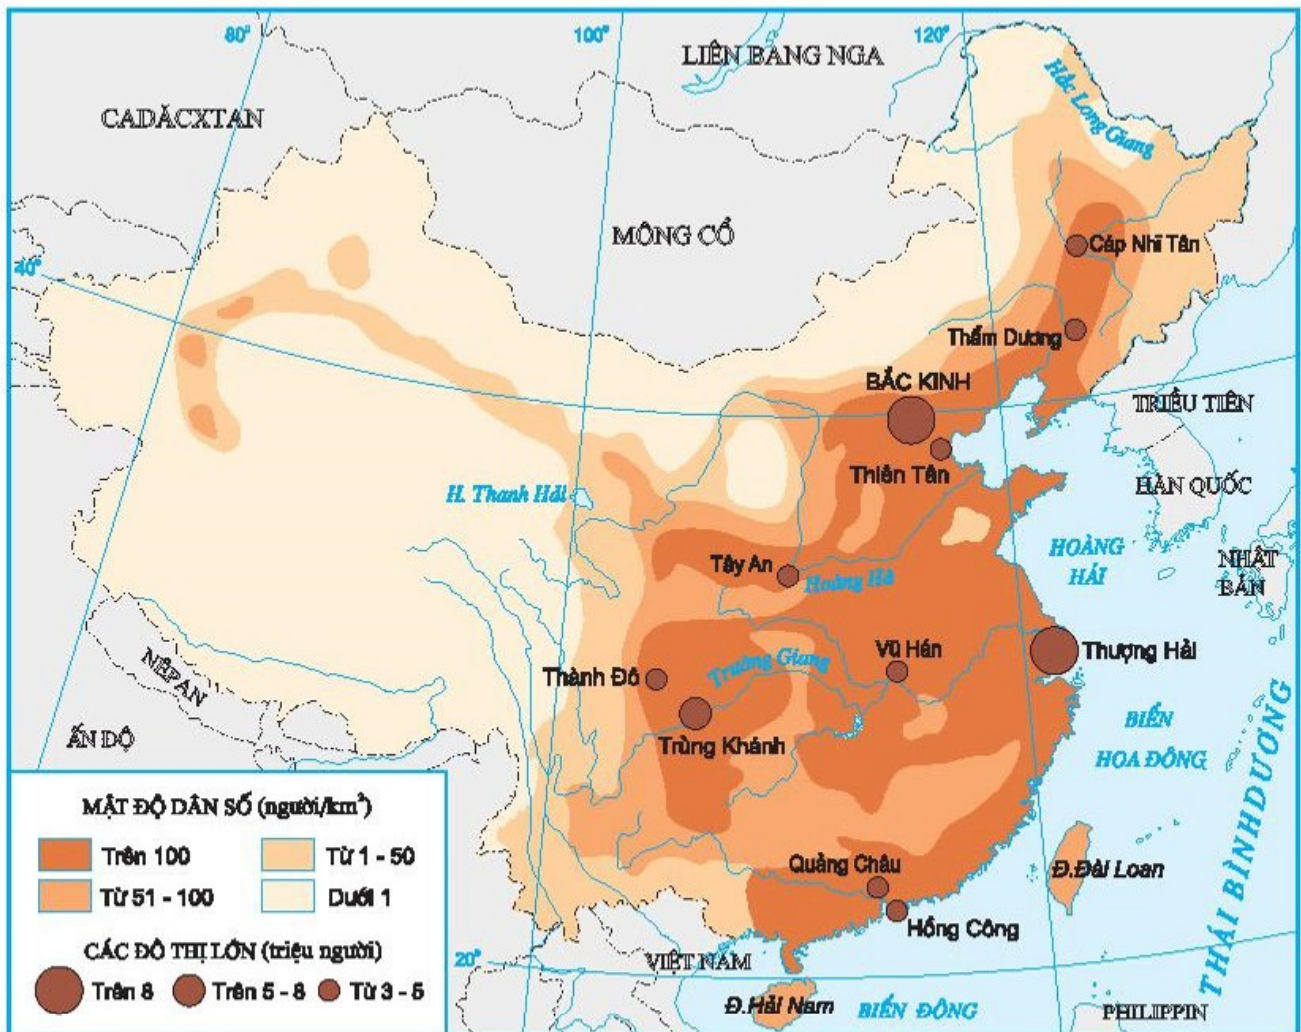 80°
100°
120°
LIÊN BANG NGA
CADĂCXTAN
Hắc Long Giang
MÔNG CỔ
Cáp Nhĩ Tân
40°
Thẩm Dương
BẮC KINH
TRIỀU TIÊN
Thiên Tân
HÀN QUỐC
H. Thanh Hải
HOÀNG
HẢI
NHẬT
BẢN
Tây An
Hoàng Hà
Vũ Hán
Thượng Hải
Trường Giang
NÊPAN
Thành Đô
Trùng Khánh
ẤN ĐỘ
BIỂN
HOA ĐÔNG
THÁI BÌNH DƯƠNG
MẬT ĐỘ DÂN SỐ (người/km²)
Trên 100
Từ 1 - 50
Từ 51 - 100
Dưới 1
CÁC ĐÔ THỊ LỚN (triệu người)
Trên 8
Trên 5 - 8
Từ 3 - 5
Quảng Châu
Đ.Đài Loan
Hồng Công
20°
VIỆT NAM
Đ.Hải Nam
BIỂN ĐÔNG
PHILIPPIN